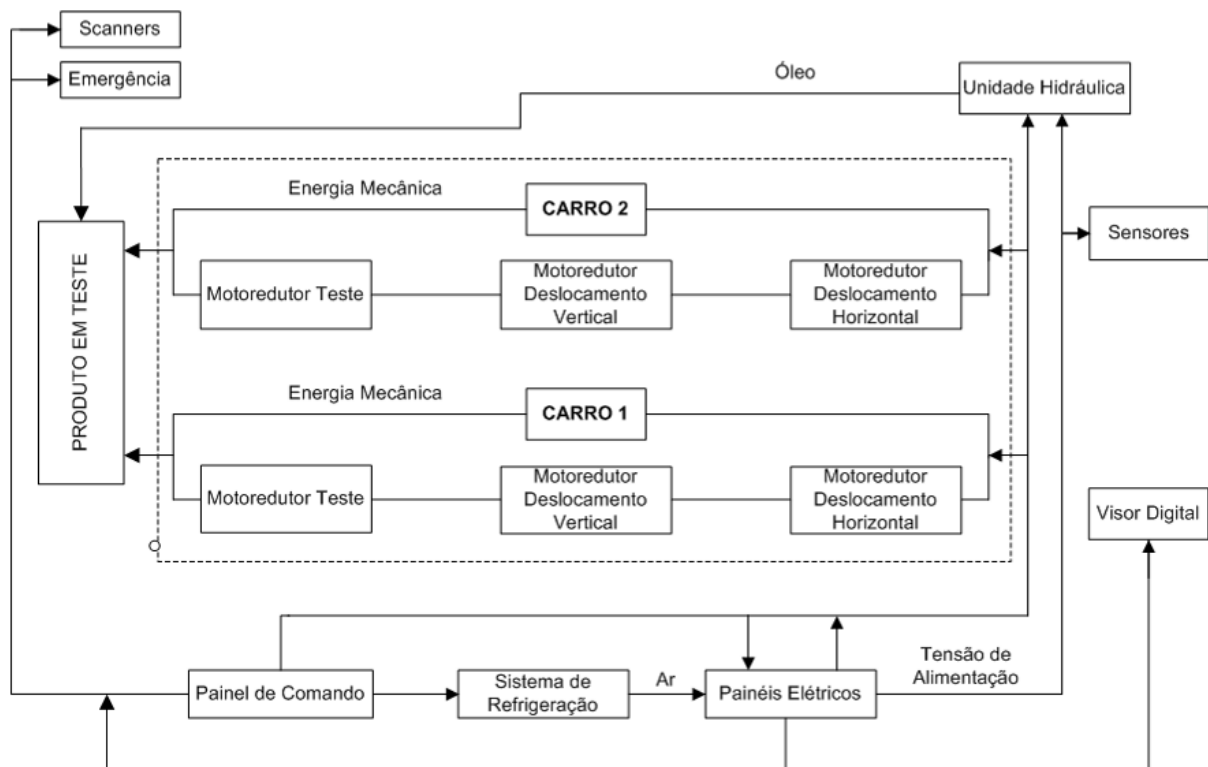 Scanners
Emergência
Óleo
Unidade Hidráulica
Energia Mecânica
CARRO 2
Sensores
PRODUTO EM TESTE
Motoredutor Teste
Motoredutor
Deslocamento
Vertical
Motoredutor
Deslocamento
Horizontal
Energia Mecânica
CARRO 1
Motoredutor Teste
Motoredutor
Deslocamento
Vertical
Motoredutor
Deslocamento
Horizontal
Visor Digital
Painel de Comando
Sistema de
Refrigeração
Ar
Painéis Elétricos
Tensão de
Alimentação